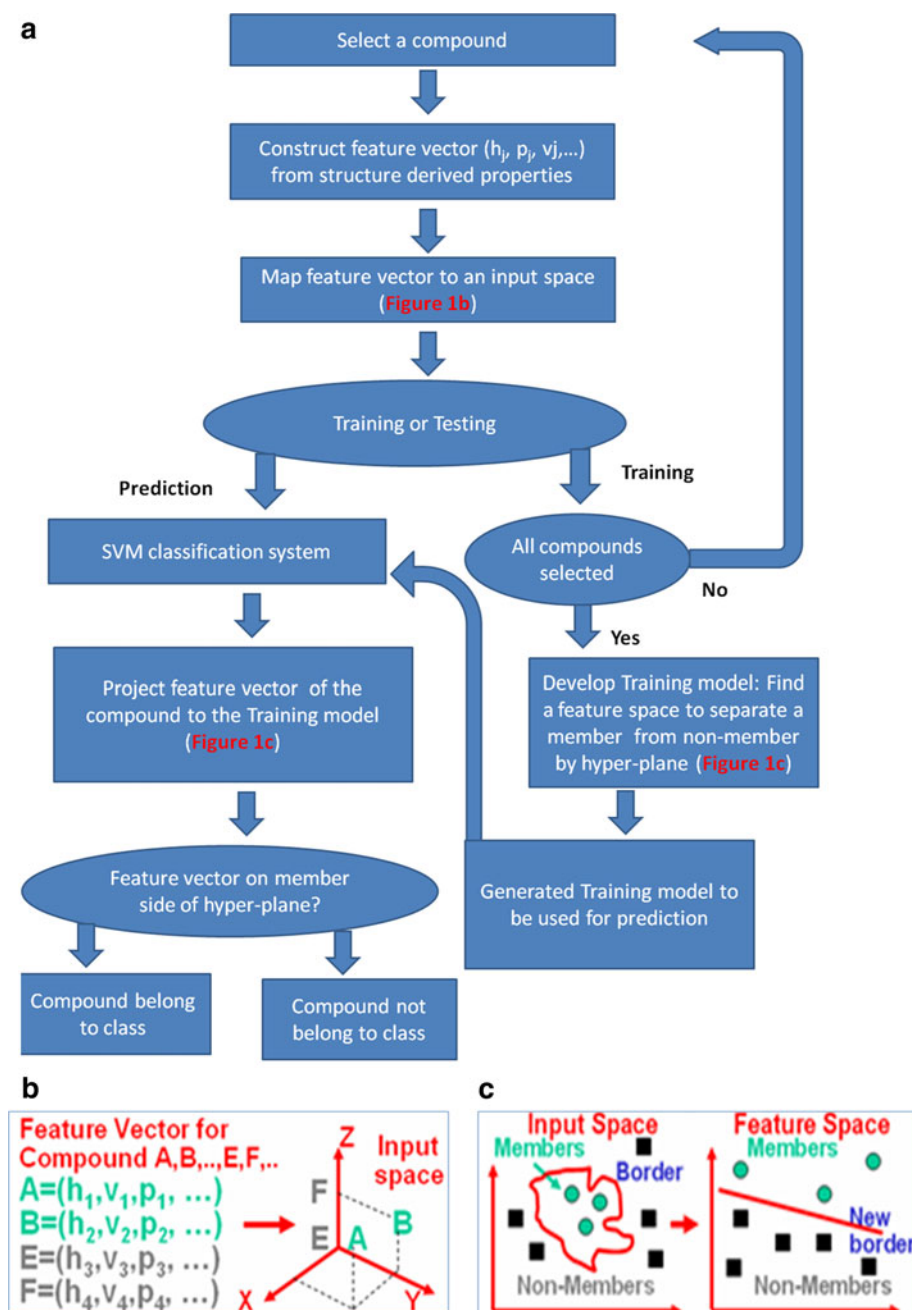 a
Select a compound
Construct feature vector (hj, pj, vj,...)
from structure derived properties
Map feature vector to an input space
(Figure 1b)
Training or Testing
Prediction
Training
SVM classification system
All compounds
selected
No
Yes
Project feature vector of the
compound to the Training model
(Figure 1c)
Develop Training model: Find
a feature space to separate a
member from non-member
by hyper-plane (Figure 1c)
Feature vector on member
side of hyper-plane?
Generated Training model to
be used for prediction
Compound belong
to class
Compound not
belong to class
b
Feature Vector for
Compound A,B,..,E,F,..
A=(h1,v1,p1, ...)
B=(h2,v2,p2, ...)
E=(h3,v3,p3, ...)
F=(h4,v4,p4, ...)
Z
Input
space
F
B
E
A
X
Y
c
Input Space
Members
Border
Non-Members
Feature Space
Members
New
border
Non-Members